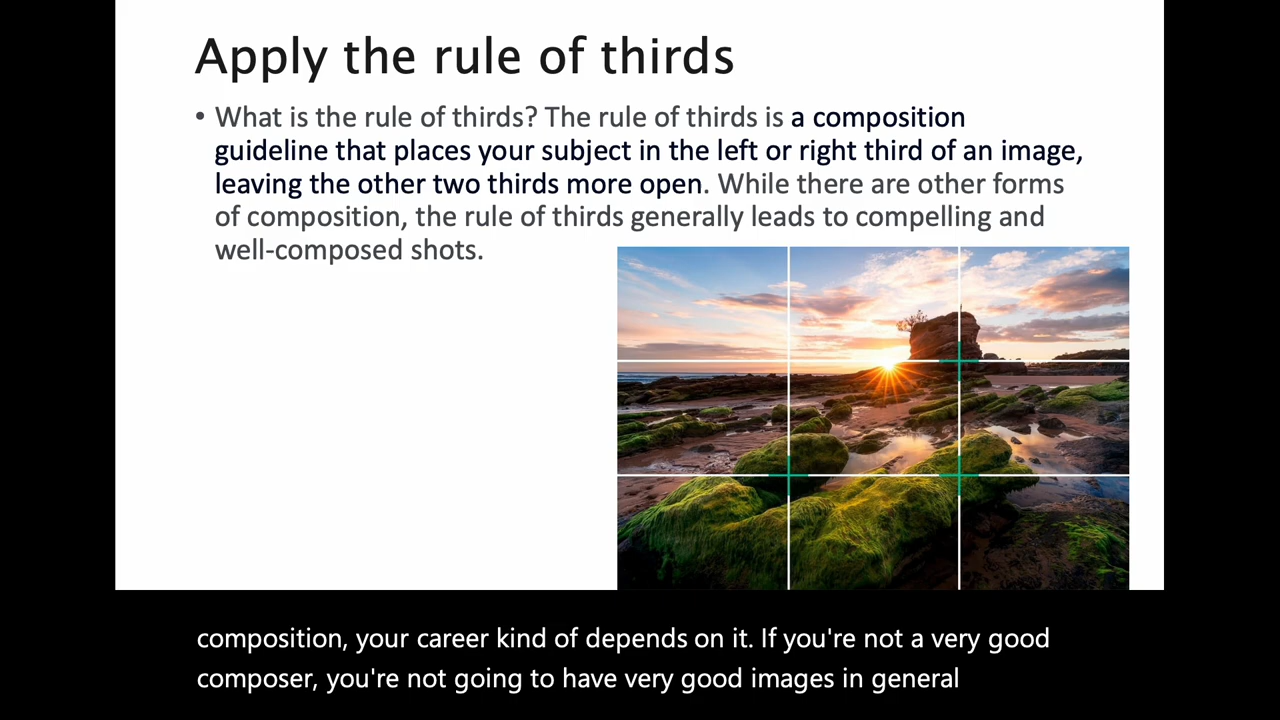 Apply the rule of thirds
• What is the rule of thirds? The rule of thirds is a composition
guideline that places your subject in the left or right third of an image,
leaving the other two thirds more open. While there are other forms
of composition, the rule of thirds generally leads to compelling and
well-composed shots.
composition, your career kind of depends on it. If you're not a very good
composer, you're not going to have very good images in general